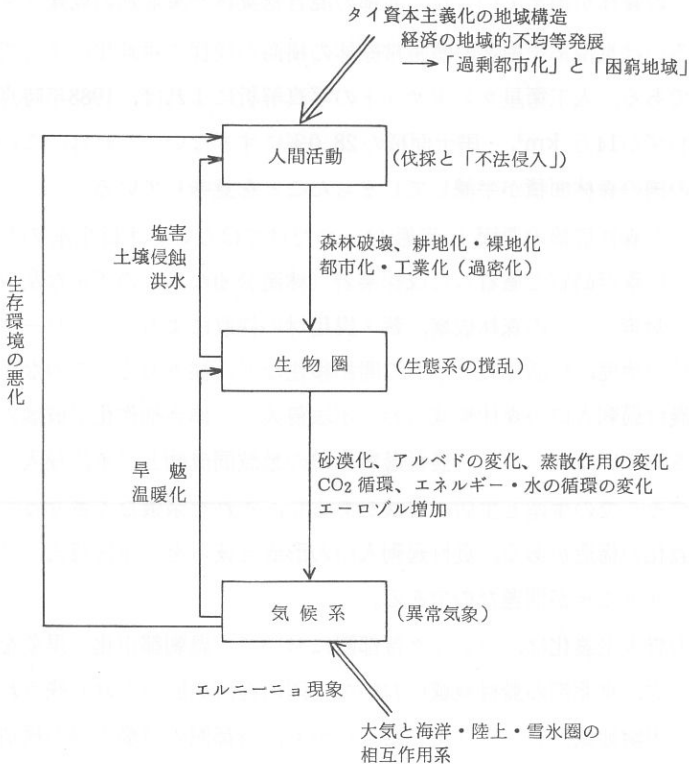 タイ資本主義化の地域構造
経済の地域的不均等発展
→「過剰都市化」と「困窮地域」
人間活動
(伐採と「不法侵入」)
塩害
土壌侵蝕
洪水
森林破壊、耕地化・裸地化
都市化・工業化(過密化)
生存環境の悪化
生物圏
(生態系の撹乱)
旱魃
温暖化
砂漠化、アルベドの変化、蒸散作用の変化
CO₂循環、エネルギー・水の循環の変化
エーロゾル増加
気候系
(異常気象)
エルニーニョ現象
大気と海洋・陸上・雪氷圏の
相互作用系